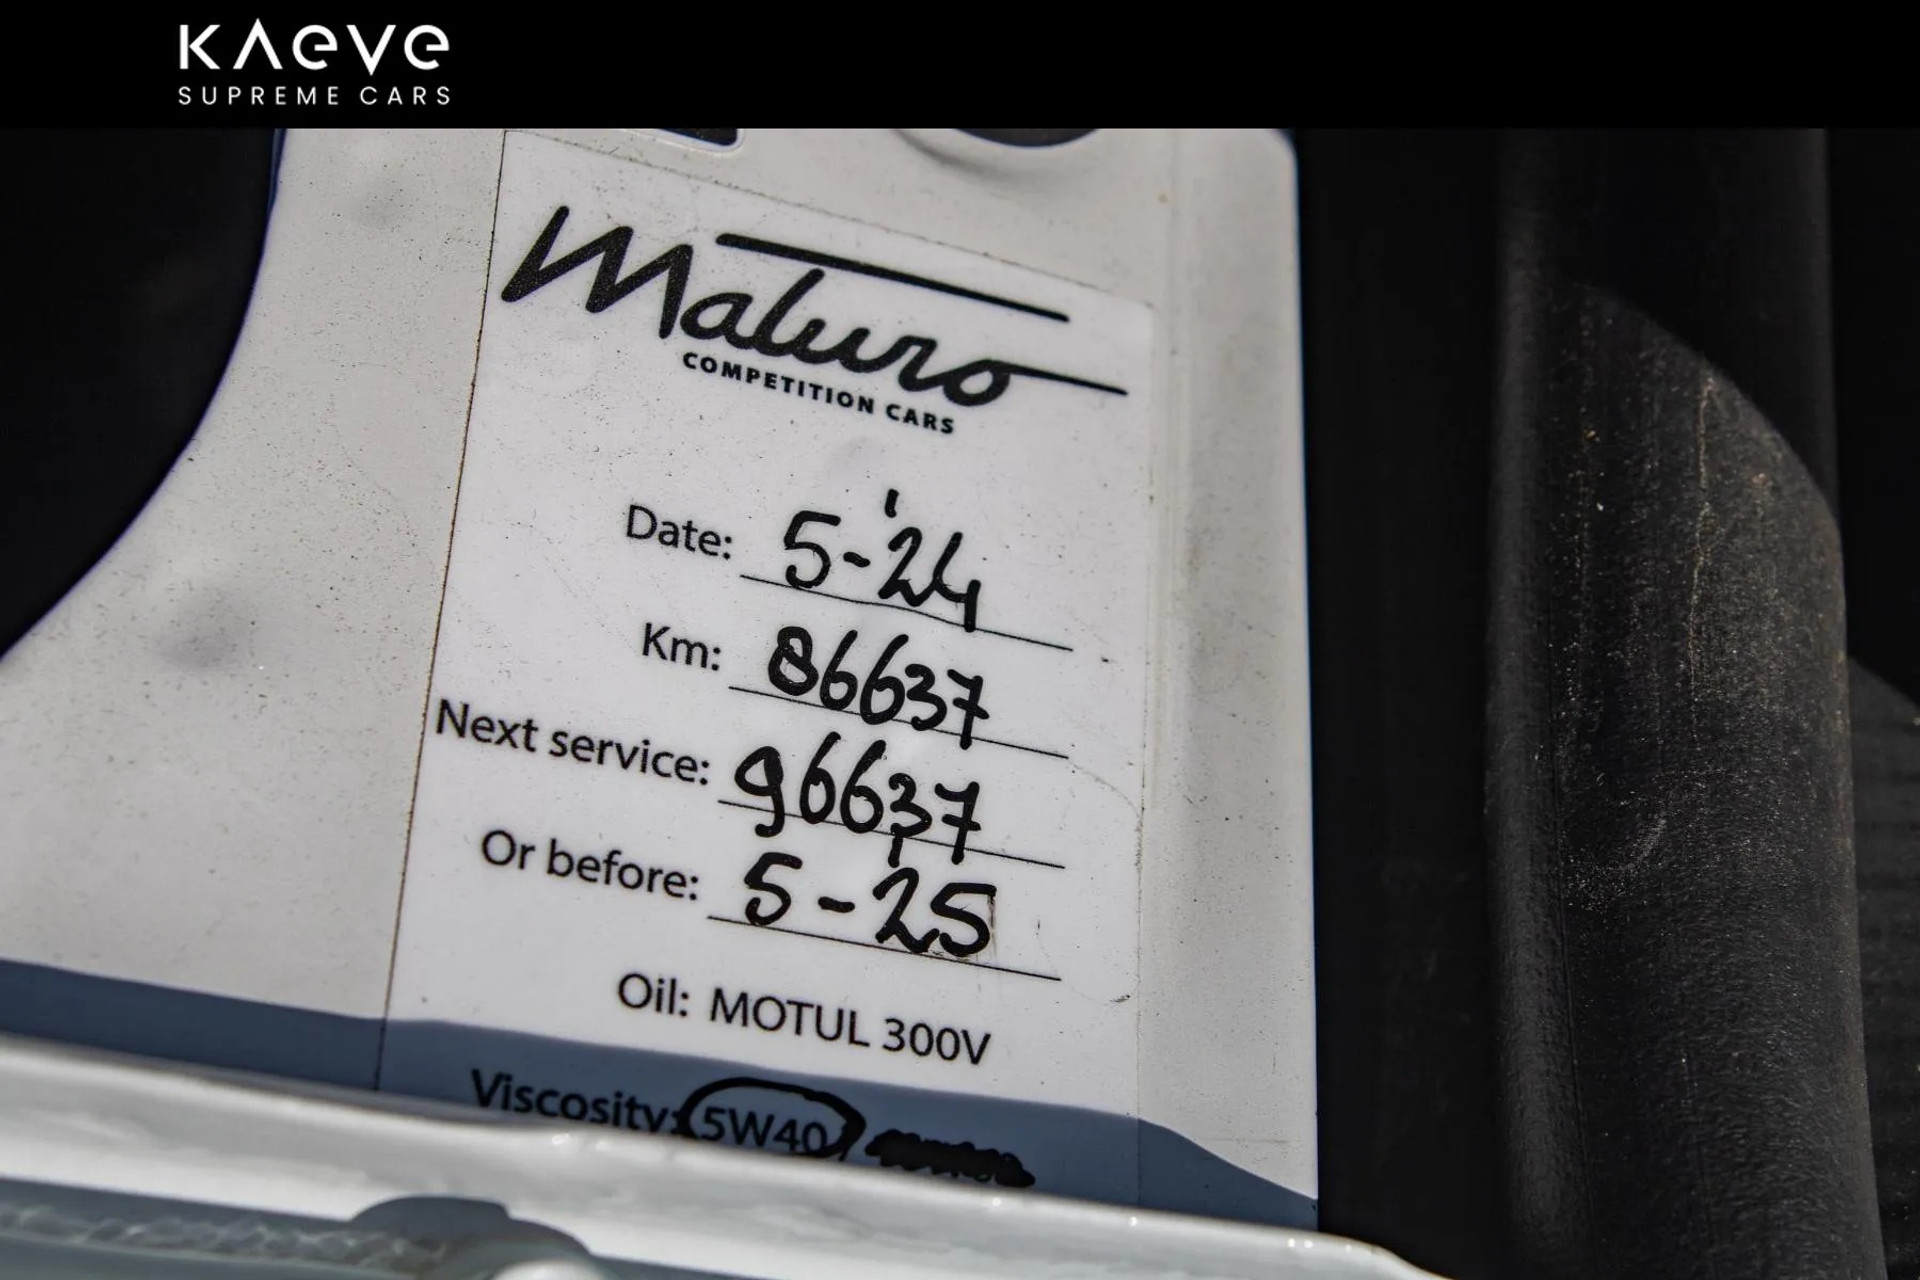 KAEVE
SUPREME CARS
Maturo
COMPETITION CARS
Date: 5-'24
Km: 86637
Next service: 96637
Or before: 5-'25
Oil: MOTUL 300V
Viscosity: 5W40 /